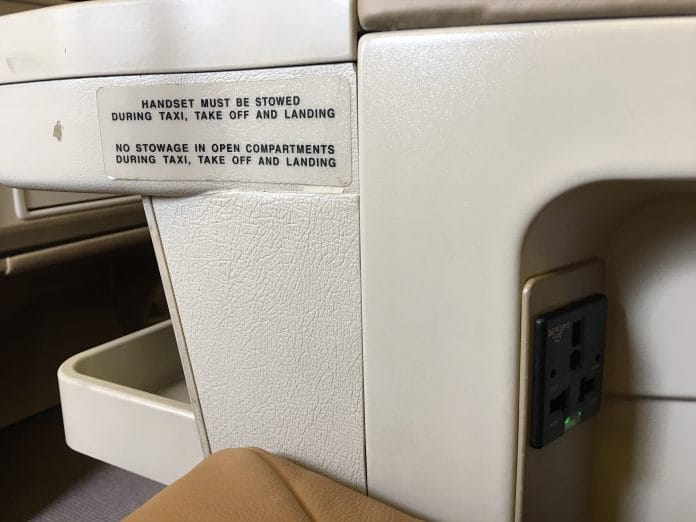 HANDSET MUST BE STOWED
DURING TAXI, TAKE OFF AND LANDING
NO STOWAGE IN OPEN COMPARTMENTS
DURING TAXI, TAKE OFF AND LANDING